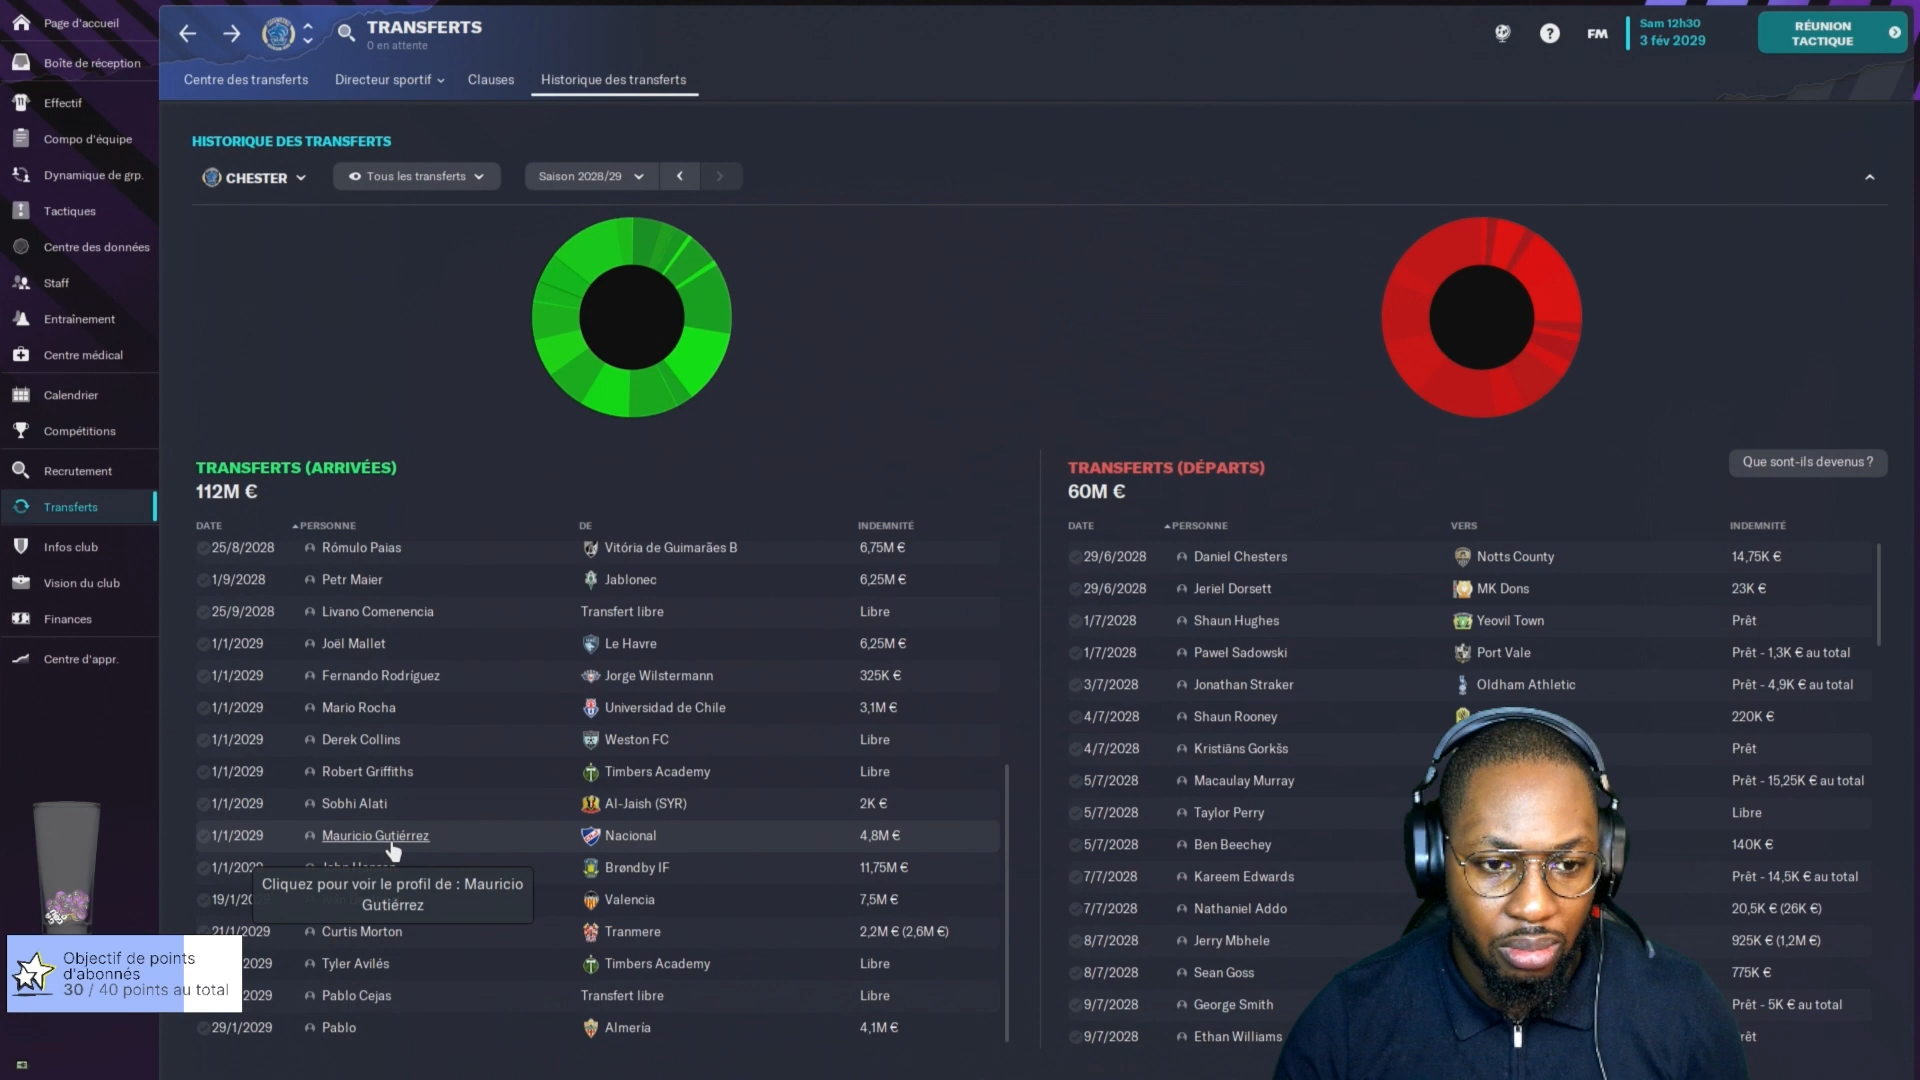 Page d'accueil
Boîte de réception
Effectif
Compo d'équipe
Dynamique de grp.
Tactiques
Centre des données
Staff
Entraînement
Centre médical
Calendrier
Compétitions
Recrutement
Transferts
Infos club
Vision du club
Finances
Centre d'appr.
Objectif de points
d'abonnés
30 / 40 points au total
TRANSFERTS
0 en attente
FM
Sam 12h30
3 fév 2029
RÉUNION
TACTIQUE
Centre des transferts
Directeur sportif
Clauses
Historique des transferts
HISTORIQUE DES TRANSFERTS
CHESTER
Tous les transferts
Saison 2028/29
TRANSFERTS (ARRIVÉES)
112M €
DATE PERSONNE DE INDEMNITÉ
25/8/2028 Rómulo Paias Vitória de Guimarães B 6,75M €
1/9/2028 Petr Maier Jablonec 6,25M €
25/9/2028 Livano Comenencia Transfert libre Libre
1/1/2029 Joël Mallet Le Havre 6,25M €
1/1/2029 Fernando Rodríguez Jorge Wilstermann 325K €
1/1/2029 Mario Rocha Universidad de Chile 3,1M €
1/1/2029 Derek Collins Weston FC Libre
1/1/2029 Robert Griffiths Timbers Academy Libre
1/1/2029 Sobhi Alati Al-Jaish (SYR) 2K €
1/1/2029 Mauricio Gutiérrez Nacional 4,8M €
1/1/2029 Brøndby IF 11,75M €
Cliquez pour voir le profil de : Mauricio
Gutiérrez
19/1/20 Valencia 7,5M €
21/1/2029 Curtis Morton Tranmere 2,2M € (2,6M €)
2029 Tyler Avilés Timbers Academy Libre
2029 Pablo Cejas Transfert libre Libre
29/1/2029 Pablo Almería 4,1M €
TRANSFERTS (DÉPARTS)
60M €
Que sont-ils devenus ?
DATE PERSONNE VERS INDEMNITÉ
29/6/2028 Daniel Chesters Notts County 14,75K €
29/6/2028 Jeriel Dorsett MK Dons 23K €
1/7/2028 Shaun Hughes Yeovil Town Prêt
1/7/2028 Pawel Sadowski Port Vale Prêt - 1,3K € au total
3/7/2028 Jonathan Straker Oldham Athletic Prêt - 4,9K € au total
4/7/2028 Shaun Rooney 220K €
4/7/2028 Kristiāns Gorkšs Prêt
5/7/2028 Macaulay Murray Prêt - 15,25K € au total
5/7/2028 Taylor Perry Libre
5/7/2028 Ben Beechey 140K €
7/7/2028 Kareem Edwards Prêt - 14,5K € au total
7/7/2028 Nathaniel Addo 20,5K € (26K €)
8/7/2028 Jerry Mbhele 925K € (1,2M €)
8/7/2028 Sean Goss 775K €
9/7/2028 George Smith Prêt - 5K € au total
9/7/2028 Ethan Williams rêt